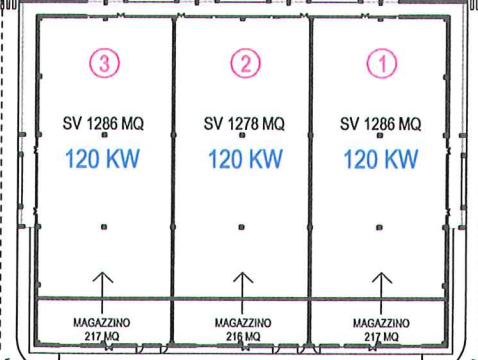 3 2 1
SV 1286 MQ SV 1278 MQ SV 1286 MQ
120 KW 120 KW 120 KW
MAGAZZINO MAGAZZINO MAGAZZINO
217 MQ 216 MQ 217 MQ